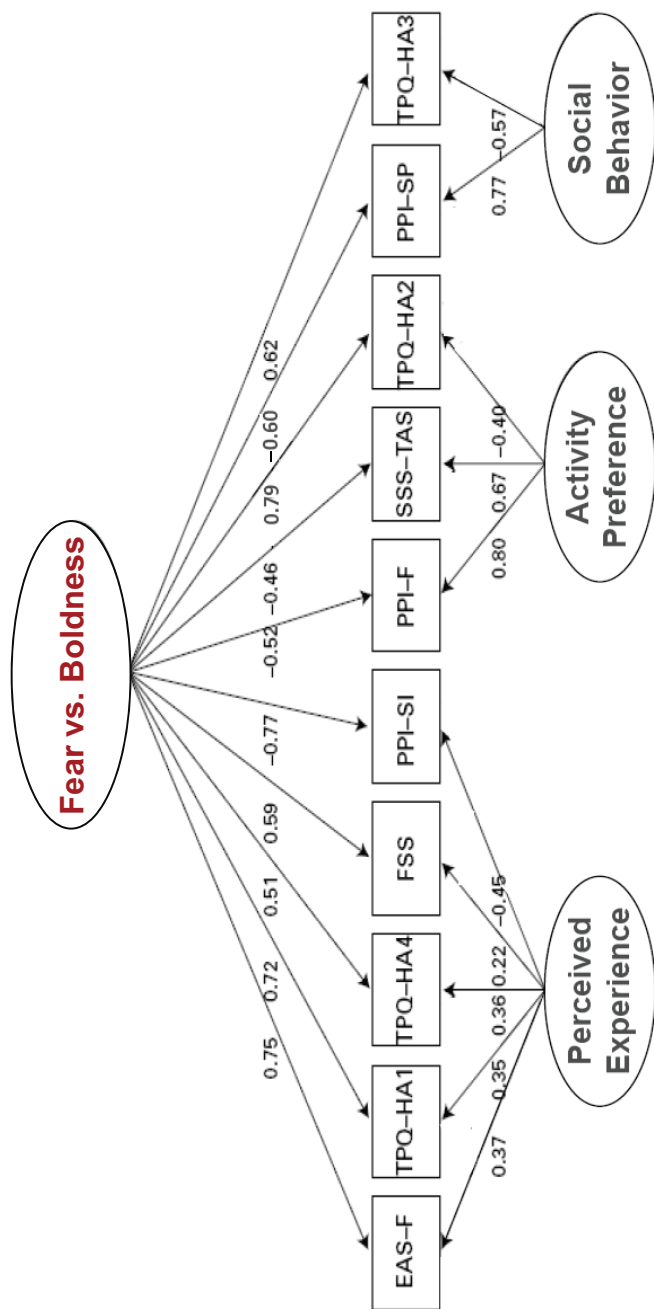 Fear vs. Boldness
0.75
0.72
0.51
0.59
−0.77
−0.52
−0.46
0.79
−0.60
0.62
EAS–F
TPQ–HA1
TPQ–HA4
FSS
PPI–SI
PPI–F
SSS–TAS
TPQ–HA2
PPI–SP
TPQ–HA3
0.37
0.35
0.36
0.22
−0.45
0.80
0.67
−0.40
0.77
−0.57
Perceived
Experience
Activity
Preference
Social
Behavior